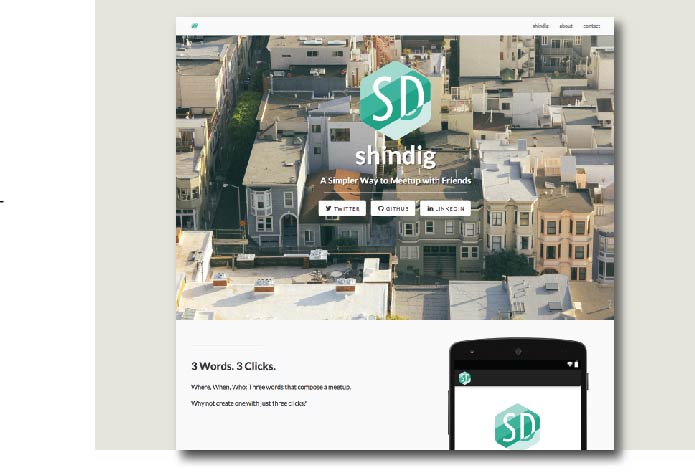 shindig about contact
SD
shindig
A Simpler Way to Meetup with Friends
TWITTER GITHUB LINKEDIN
3 Words. 3 Clicks.
Where, When, Who: Three words that compose a meetup.
Why not create one with just three clicks?
SD